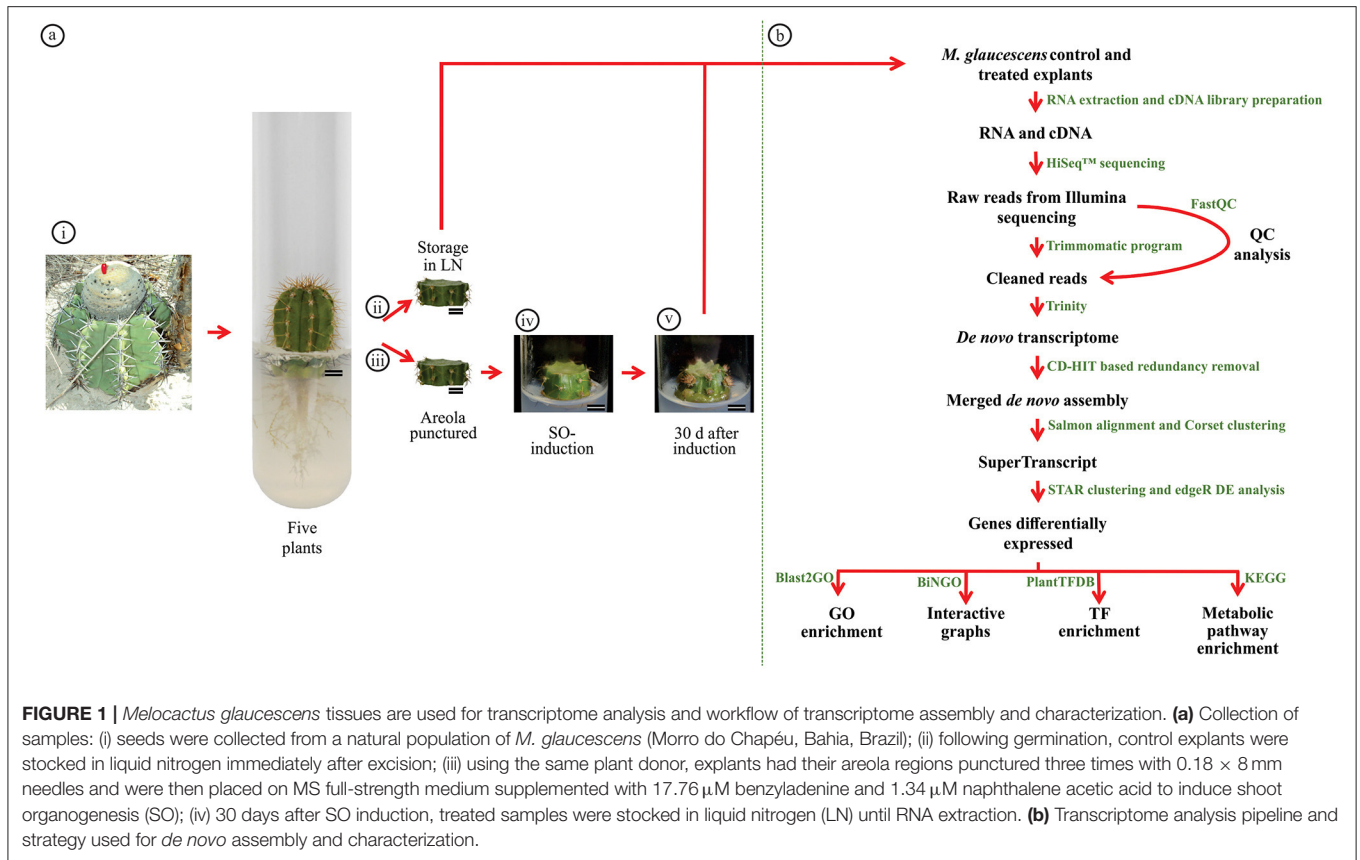 a
b
i
Five
plants
ii
iii
Storage
in LN
Areola
punctured
iv
SO-
induction
v
30 d after
induction
M. glaucescens control and
treated explants
RNA extraction and cDNA library preparation
RNA and cDNA
HiSeq™ sequencing
Raw reads from Illumina
sequencing
FastQC
QC
analysis
Trimmomatic program
Cleaned reads
Trinity
De novo transcriptome
CD-HIT based redundancy removal
Merged de novo assembly
Salmon alignment and Corset clustering
SuperTranscript
STAR clustering and edgeR DE analysis
Genes differentially
expressed
Blast2GO
BiNGO
PlantTFDB
KEGG
GO
enrichment
Interactive
graphs
TF
enrichment
Metabolic
pathway
enrichment
FIGURE 1 | Melocactus glaucescens tissues are used for transcriptome analysis and workflow of transcriptome assembly and characterization. (a) Collection of
samples: (i) seeds were collected from a natural population of M. glaucescens (Morro do Chapéu, Bahia, Brazil); (ii) following germination, control explants were
stocked in liquid nitrogen immediately after excision; (iii) using the same plant donor, explants had their areola regions punctured three times with 0.18 × 8 mm
needles and were then placed on MS full-strength medium supplemented with 17.76 μM benzyladenine and 1.34 μM naphthalene acetic acid to induce shoot
organogenesis (SO); (iv) 30 days after SO induction, treated samples were stocked in liquid nitrogen (LN) until RNA extraction. (b) Transcriptome analysis pipeline and
strategy used for de novo assembly and characterization.